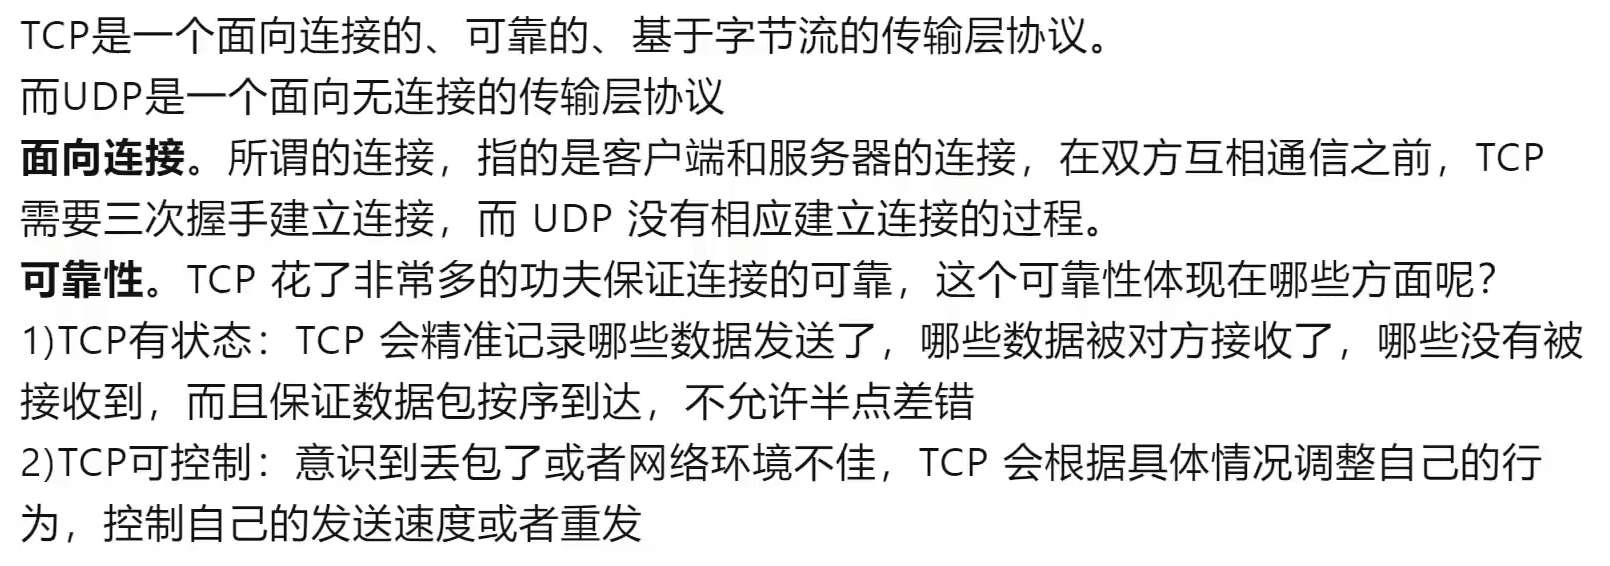 TCP是一个面向连接的、可靠的、基于字节流的传输层协议。
而UDP是一个面向无连接的传输层协议
面向连接。所谓的连接，指的是客户端和服务器的连接，在双方互相通信之前，TCP
需要三次握手建立连接，而 UDP 没有相应建立连接的过程。
可靠性。TCP 花了非常多的功夫保证连接的可靠，这个可靠性体现在哪些方面呢？
1)TCP有状态：TCP 会精准记录哪些数据发送了，哪些数据被对方接收了，哪些没有被
接收到，而且保证数据包按序到达，不允许半点差错
2)TCP可控制：意识到丢包了或者网络环境不佳，TCP 会根据具体情况调整自己的行
为，控制自己的发送速度或者重发